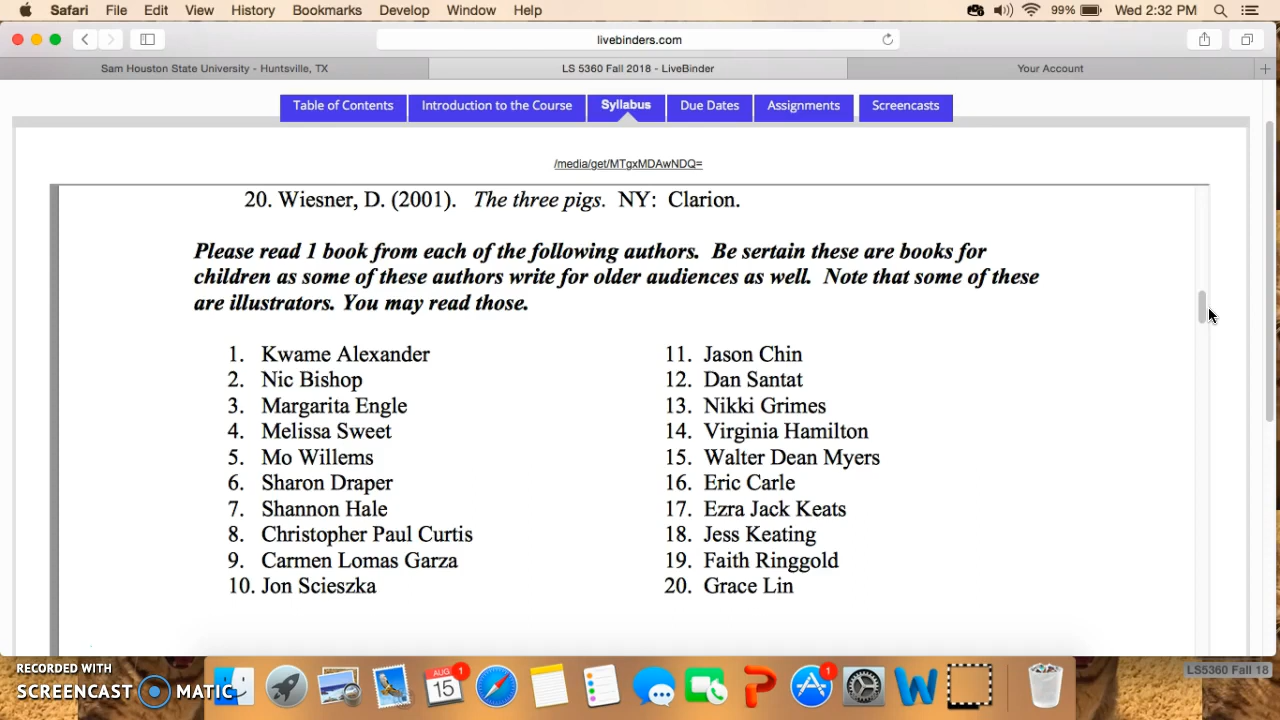 Safari File Edit View History Bookmarks Develop Window Help 99% Wed 2:32 PM
livebinders.com
Sam Houston State University - Huntsville, TX LS 5360 Fall 2018 - LiveBinder Your Account
Table of Contents Introduction to the Course Syllabus Due Dates Assignments Screencasts
/media/get/MTgxMDAwNDQ=
20. Wiesner, D. (2001). The three pigs. NY: Clarion.
Please read 1 book from each of the following authors. Be sertain these are books for
children as some of these authors write for older audiences as well. Note that some of these
are illustrators. You may read those.
1. Kwame Alexander
2. Nic Bishop
3. Margarita Engle
4. Melissa Sweet
5. Mo Willems
6. Sharon Draper
7. Shannon Hale
8. Christopher Paul Curtis
9. Carmen Lomas Garza
10. Jon Scieszka
11. Jason Chin
12. Dan Santat
13. Nikki Grimes
14. Virginia Hamilton
15. Walter Dean Myers
16. Eric Carle
17. Ezra Jack Keats
18. Jess Keating
19. Faith Ringgold
20. Grace Lin
LS5360 Fall 18
RECORDED WITH
SCREENCAST MATIC
AUG
15
1
1